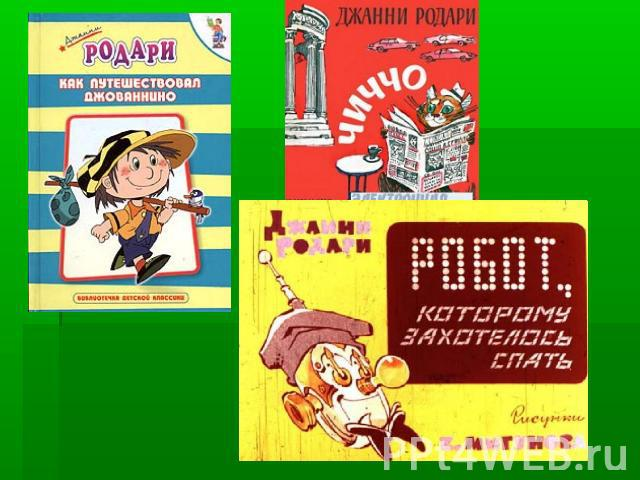 Джанни
РОДАРИ
КАК ПУТЕШЕСТВОВАЛ
ДЖОВАННИНО
БИБЛИОТЕЧКА ДЕТСКОЙ КЛАССИКИ
ДЖАННИ РОДАРИ
ЧИЧЧО
ДЖАННИ
РОДАРИ
РОБОТ,
КОТОРОМУ
ЗАХОТЕЛОСЬ
СПАТЬ
Рисунки
Е. МИГУНОВА
PPt4WEB.ru